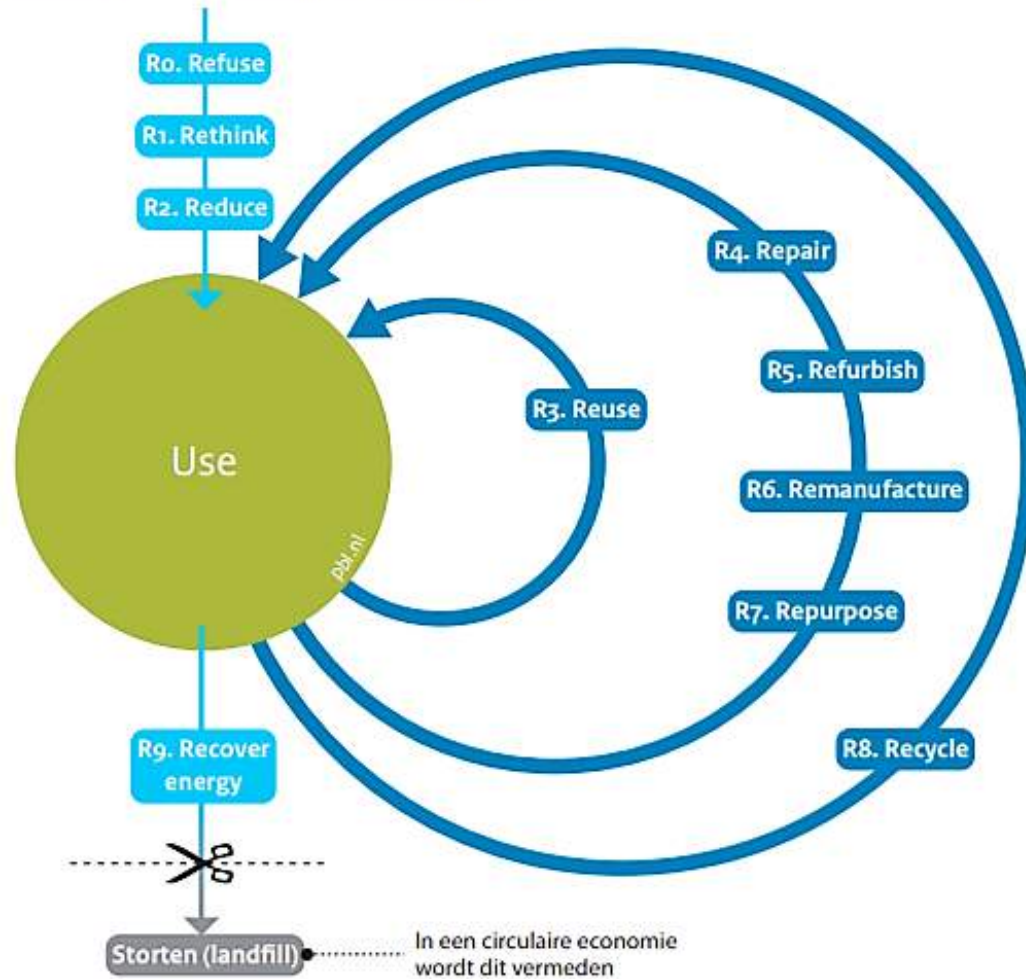 R0. Refuse
R1. Rethink
R2. Reduce
R4. Repair
R5. Refurbish
R3. Reuse
Use
R6. Remanufacture
pbl.nl
R7. Repurpose
R9. Recover
energy
R8. Recycle
Storten (landfill)
In een circulaire economie
wordt dit vermeden